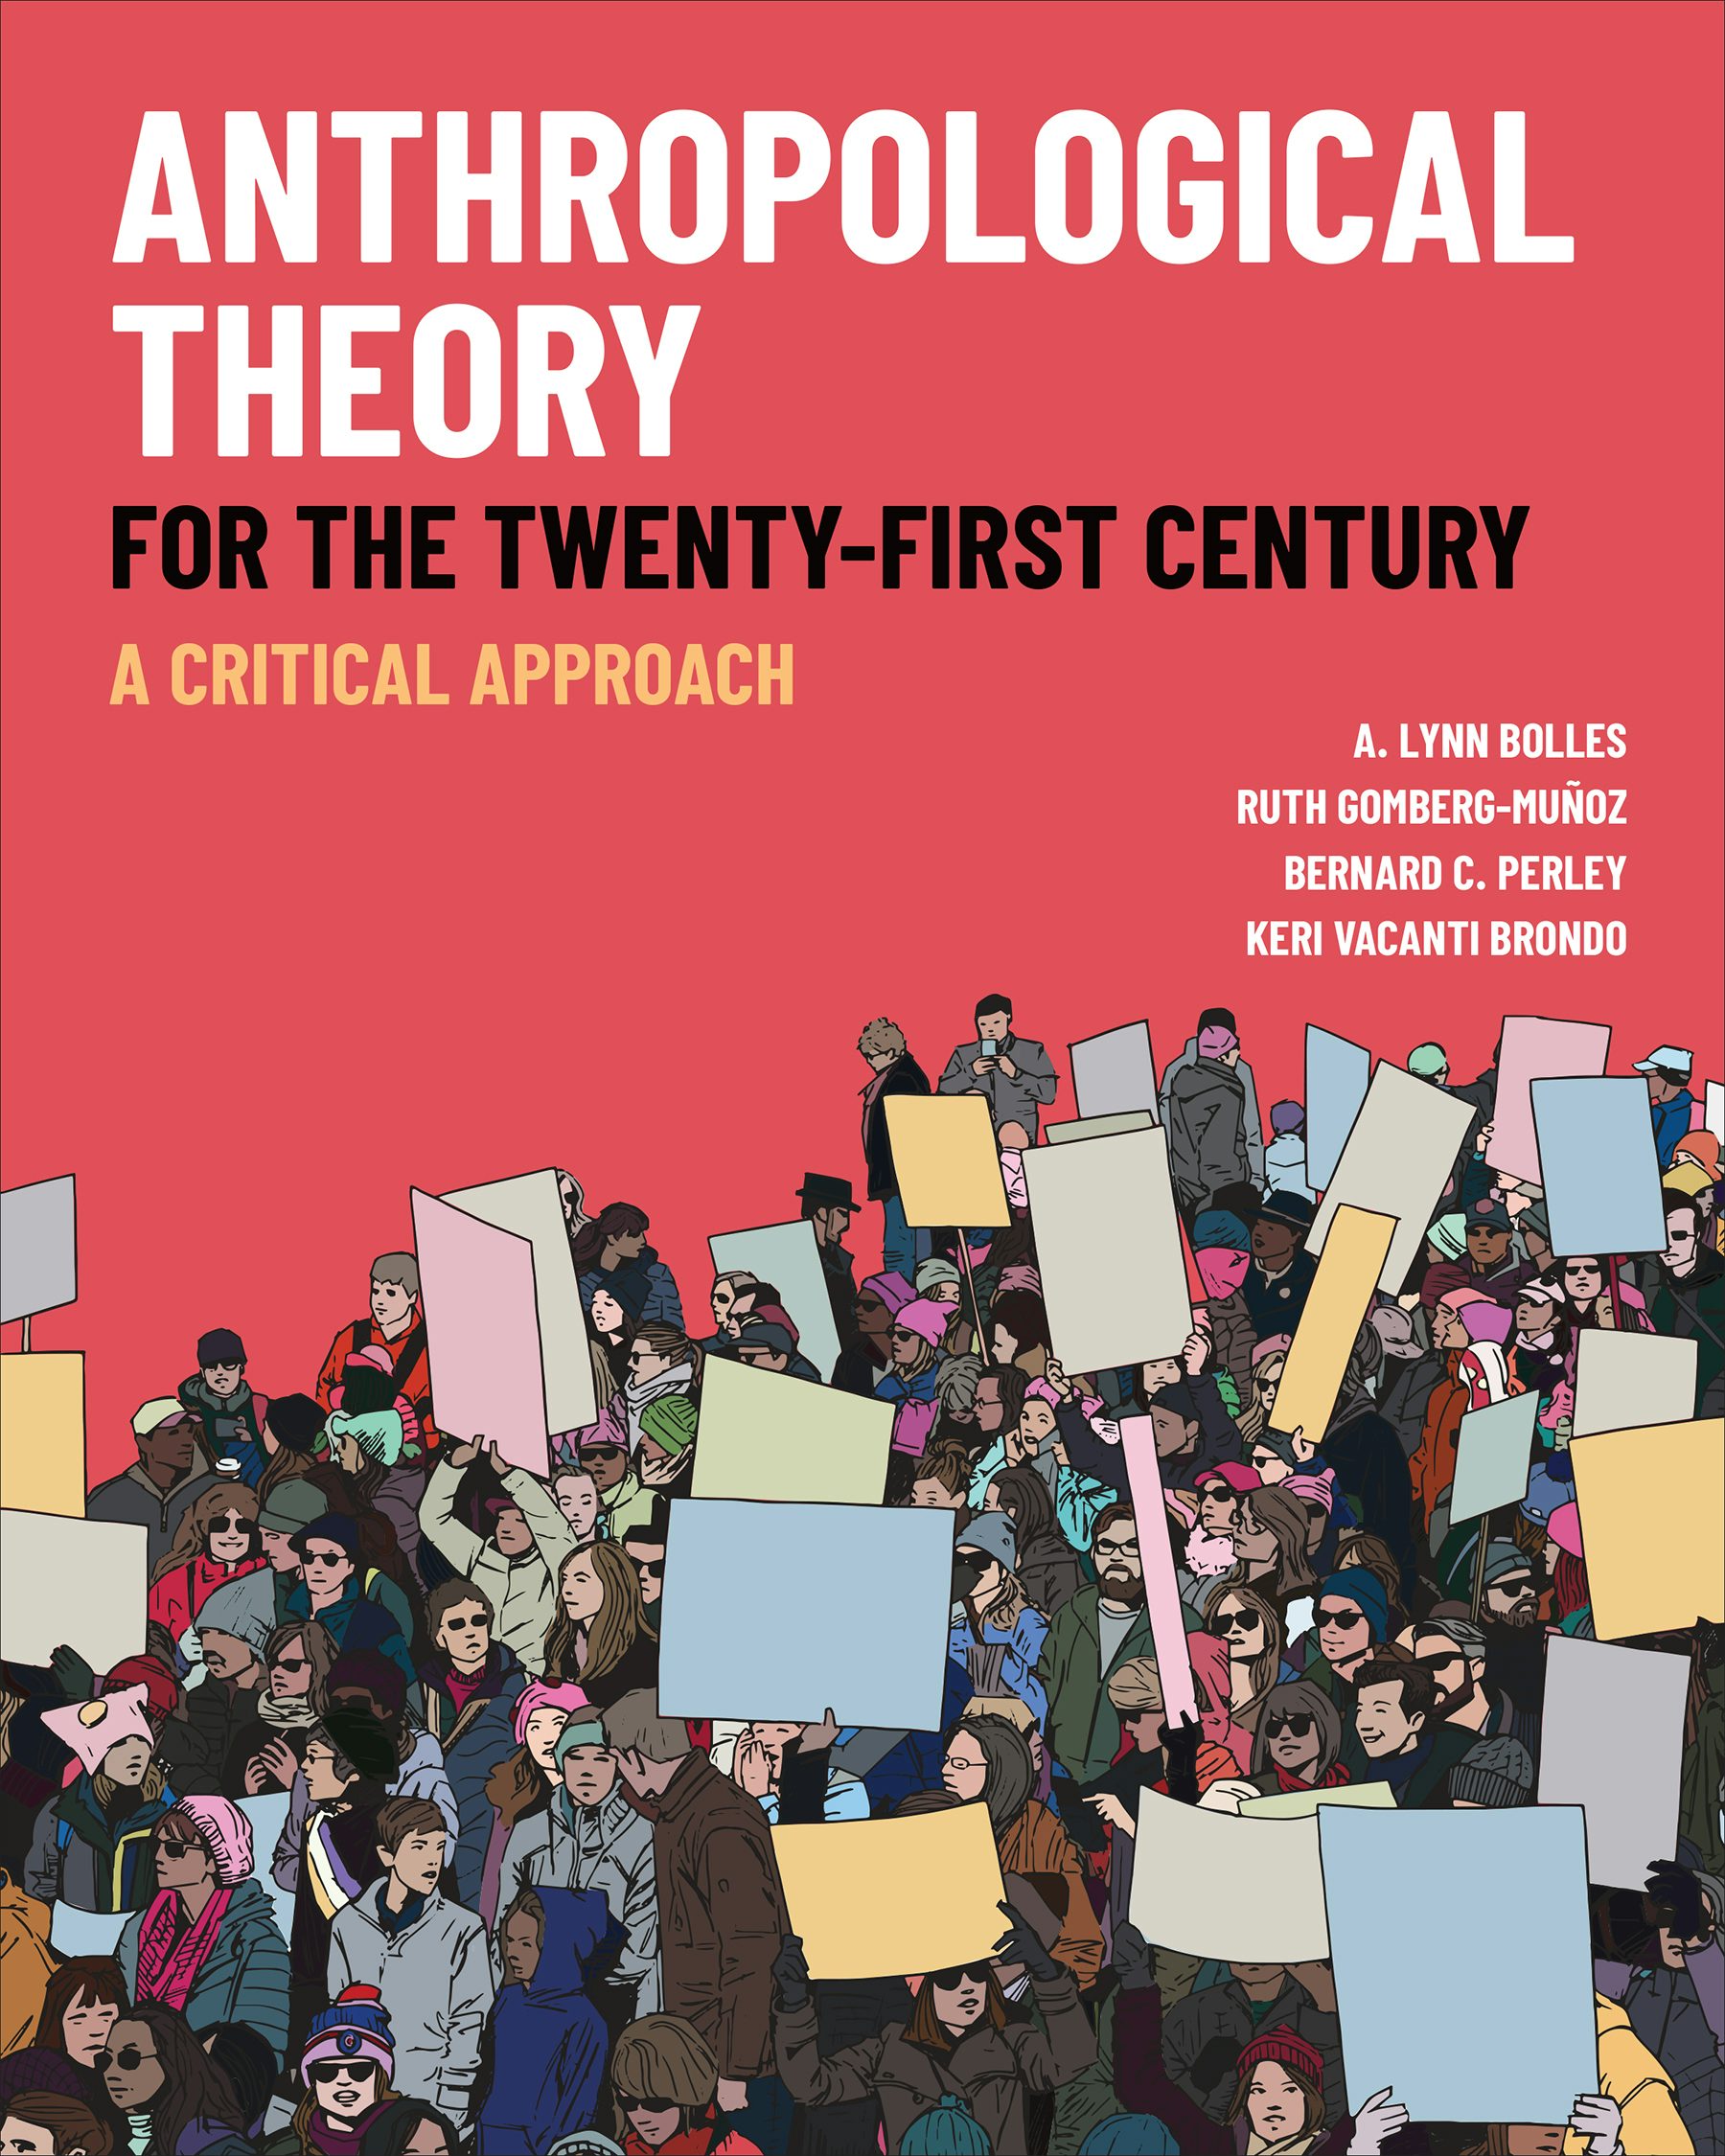 ANTHROPOLOGICAL
THEORY
FOR THE TWENTY-FIRST CENTURY
A CRITICAL APPROACH
A. LYNN BOLLES
RUTH GOMBERG-MUÑOZ
BERNARD C. PERLEY
KERI VACANTI BRONDO